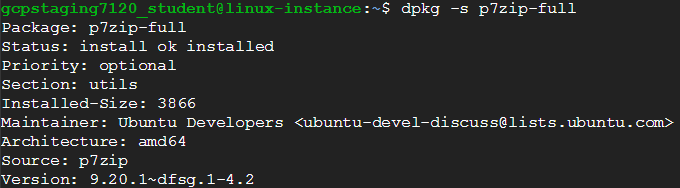 gcpstaging7120_student@linux-instance:~$ dpkg -s p7zip-full
Package: p7zip-full
Status: install ok installed
Priority: optional
Section: utils
Installed-Size: 3866
Maintainer: Ubuntu Developers <ubuntu-devel-discuss@lists.ubuntu.com>
Architecture: amd64
Source: p7zip
Version: 9.20.1~dfsg.1-4.2